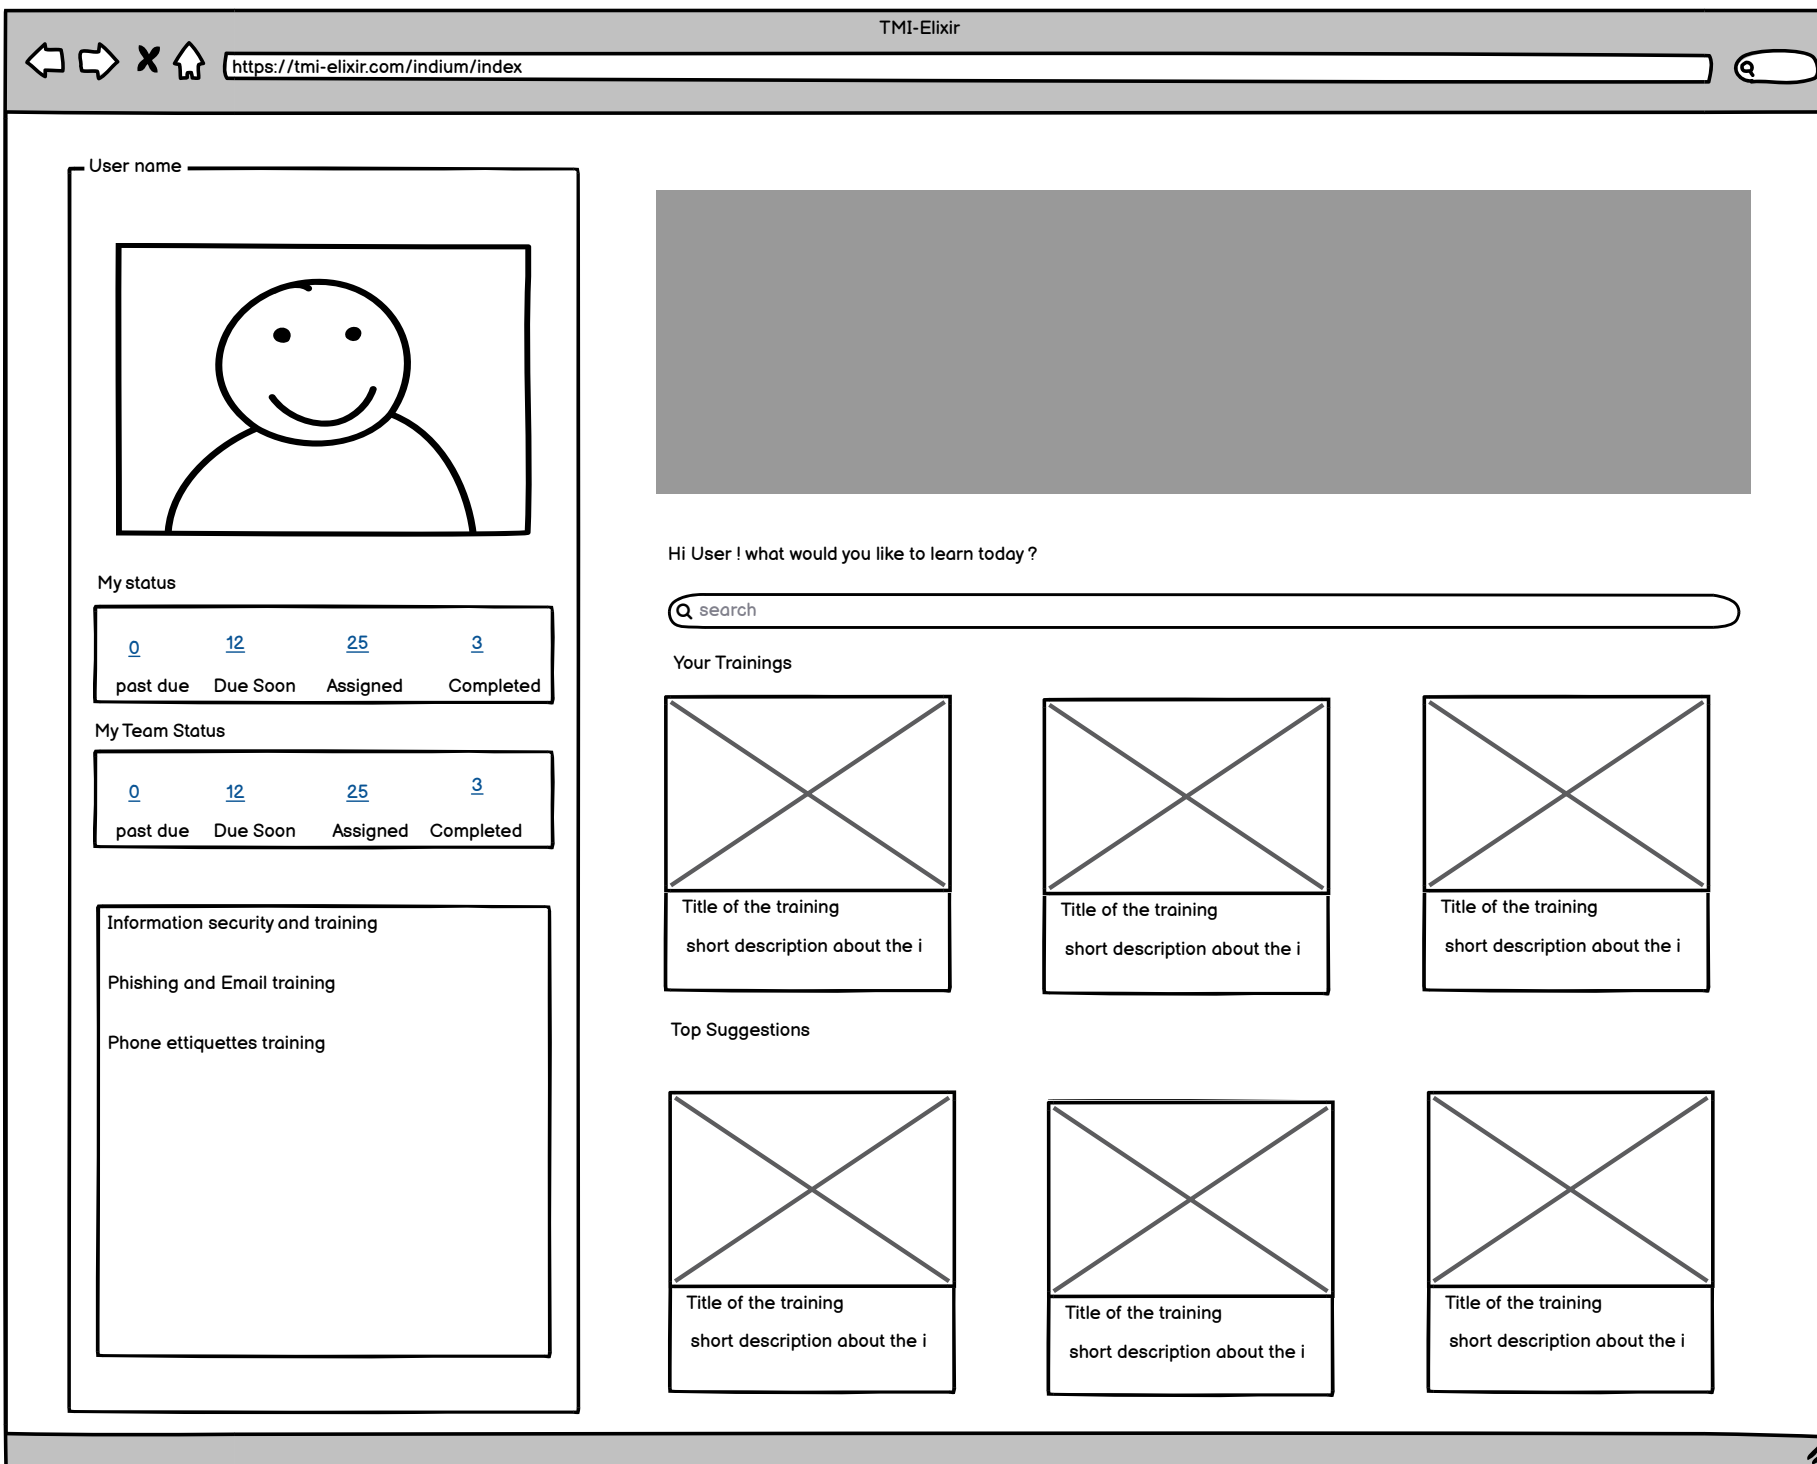 TMI-Elixir
https://tmi-elixir.com/indium/index
User name
My status
0 12 25 3
past due Due Soon Assigned Completed
My Team Status
0 12 25 3
past due Due Soon Assigned Completed
Information security and training
Phishing and Email training
Phone ettiquettes training
Hi User ! what would you like to learn today ?
search
Your Trainings
Title of the training
short description about the i
Title of the training
short description about the i
Title of the training
short description about the i
Top Suggestions
Title of the training
short description about the i
Title of the training
short description about the i
Title of the training
short description about the i